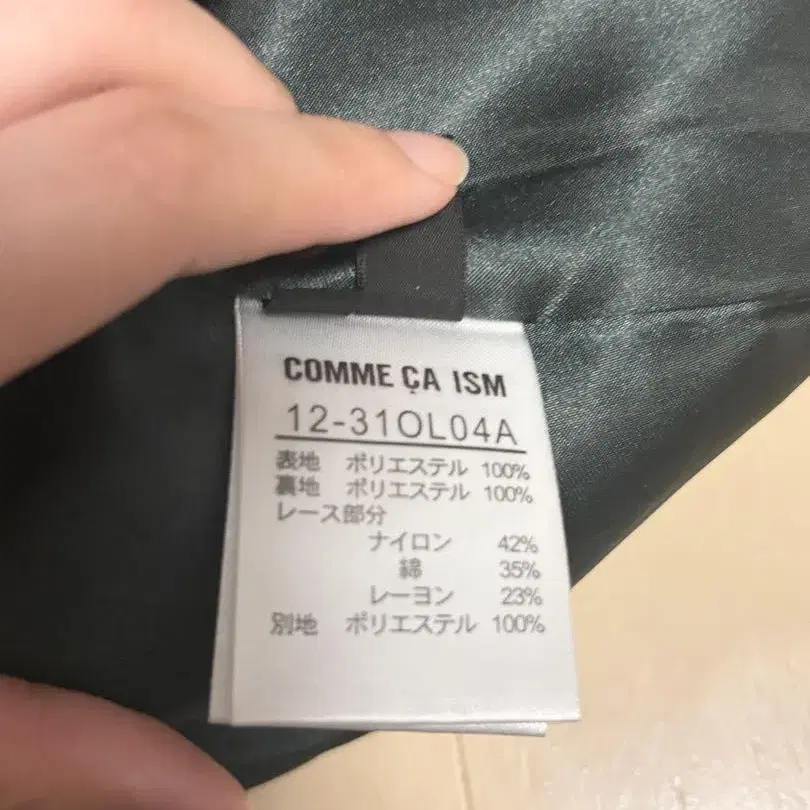 COMME ÇA ISM
12-31OL04A
表地 ポリエステル 100%
裏地 ポリエステル 100%
レース部分
ナイロン 42%
綿 35%
レーヨン 23%
別地 ポリエステル 100%